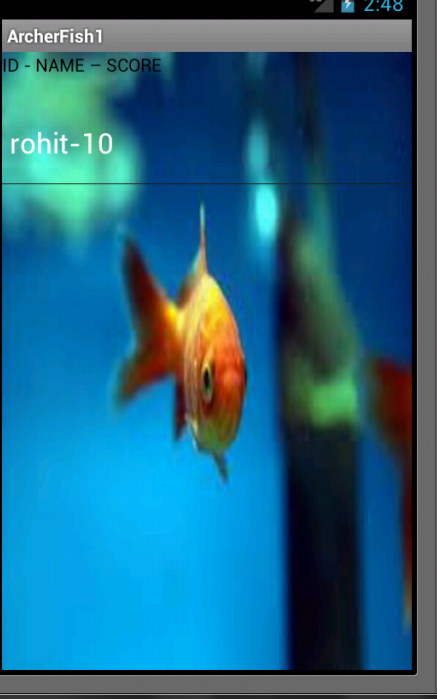 2:48
ArcherFish1
ID - NAME – SCORE
rohit-10